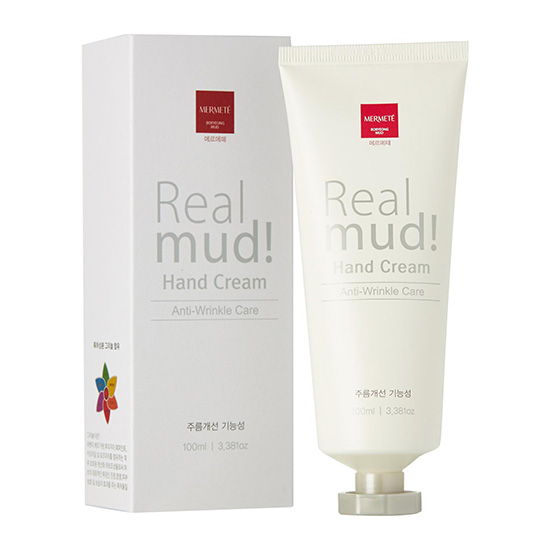 MERMETÉ
BORYEONG
MUD
메르메떼
Real
mud!
Hand Cream
Anti-Wrinkle Care
주름개선 기능성
100ml | 3,381oz
MERMETÉ
BORYEONG
MUD
메르메떼
Real
mud!
Hand Cream
Anti-Wrinkle Care
주름개선 기능성
100ml | 3,381oz